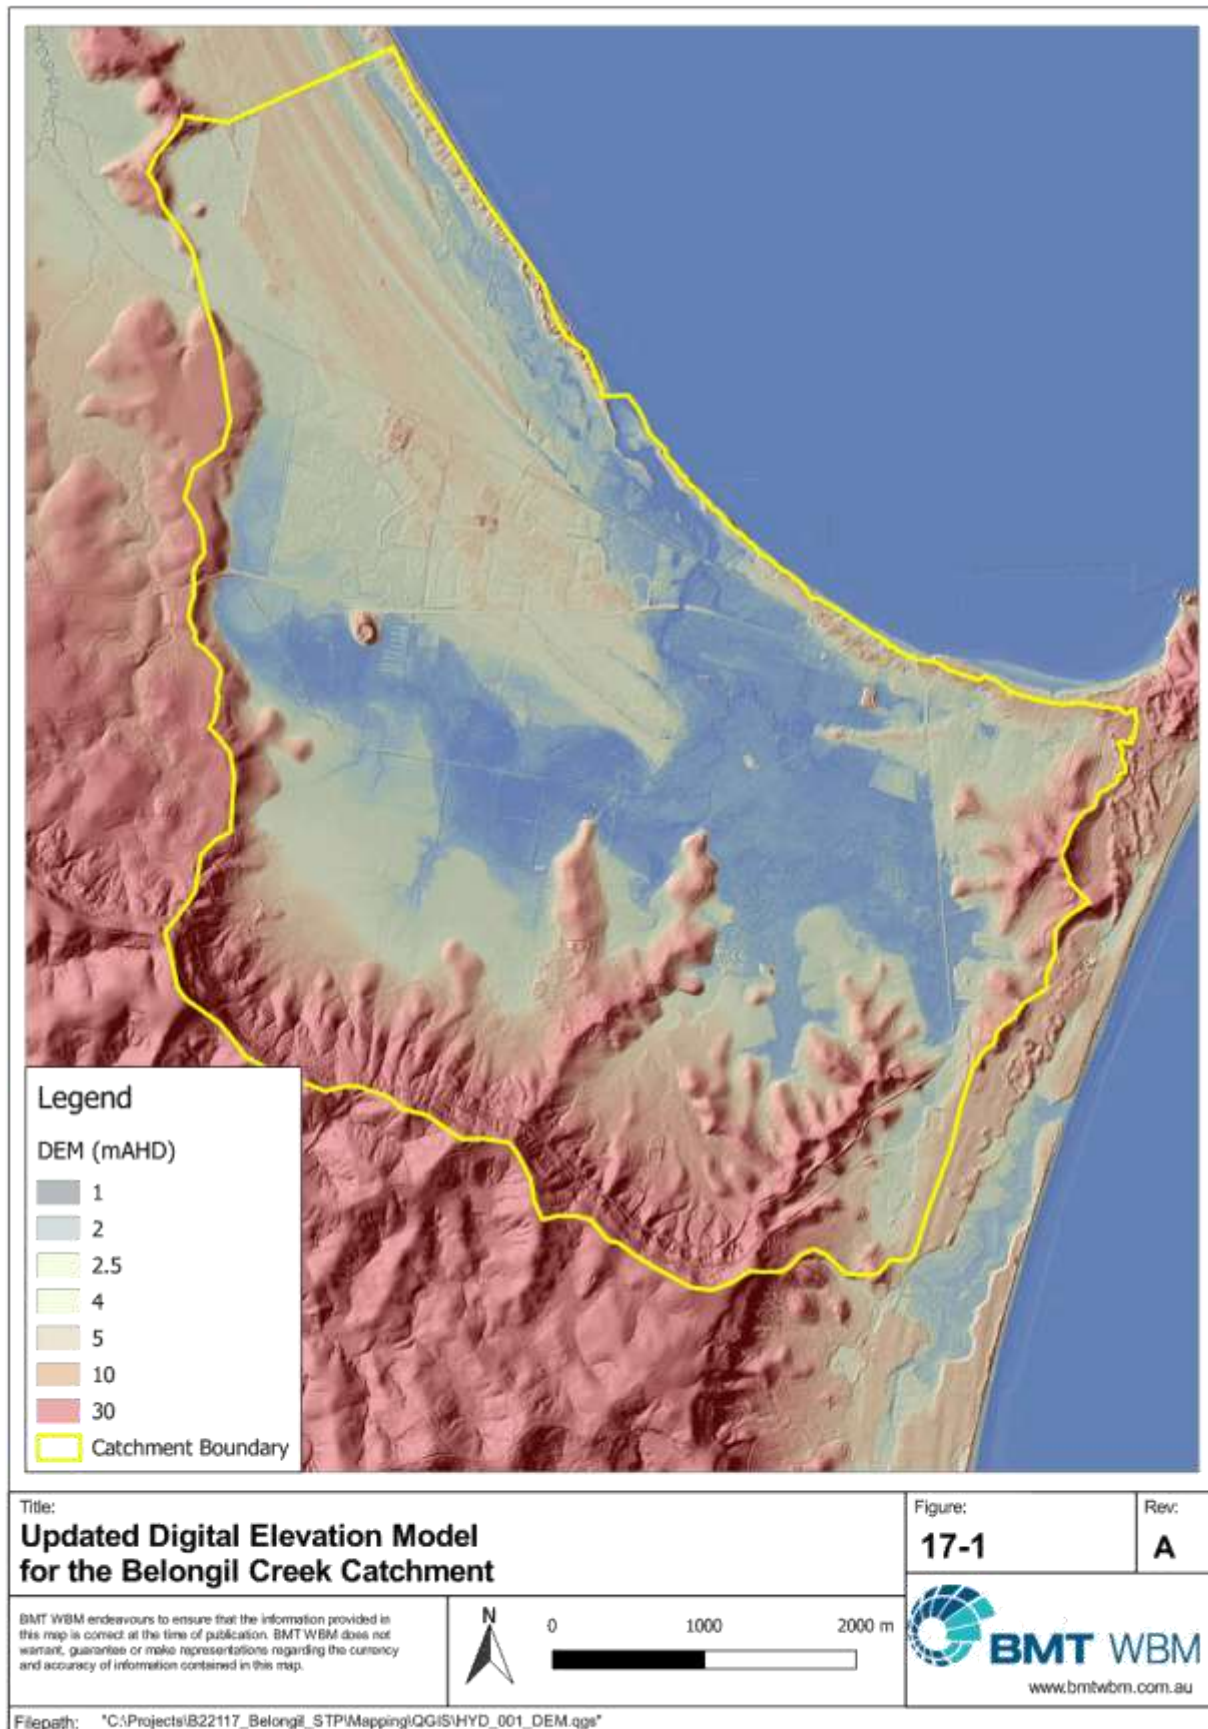 Legend
DEM (mAHD)
1
2
2.5
4
5
10
30
Catchment Boundary
Title:
Updated Digital Elevation Model
for the Belongil Creek Catchment
Figure:
17-1
Rev:
A
BMT WBM endeavours to ensure that the information provided in
this map is correct at the time of publication. BMT WBM does not
warrant, guarantee or make representations regarding the currency
and accuracy of information contained in this map.
N
0 1000 2000 m
BMT WBM
www.bmtwbm.com.au
Filepath: "C:\Projects\B22117_Belongil_STP\Mapping\QGIS\HYD_001_DEM.qgs"